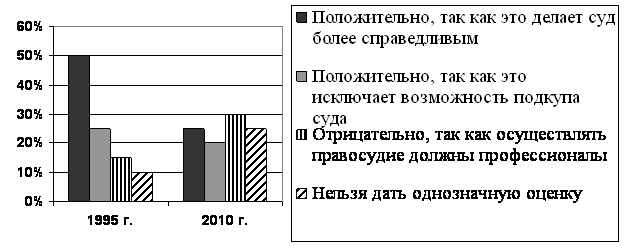 60%
50%
40%
30%
20%
10%
0%
1995 г.
2010 г.
Положительно, так как это делает суд
более справедливым
Положительно, так как это
исключает возможность подкупа
суда
Отрицательно, так как осуществлять
правосудие должны профессионалы
Нельзя дать однозначную оценку